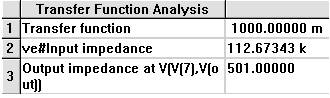 Transfer Function Analysis
1 Transfer function 1000.00000 m
2 ve#Input impedance 112.67343 k
3 Output impedance at V(V(7),V(o 501.00000
ut))